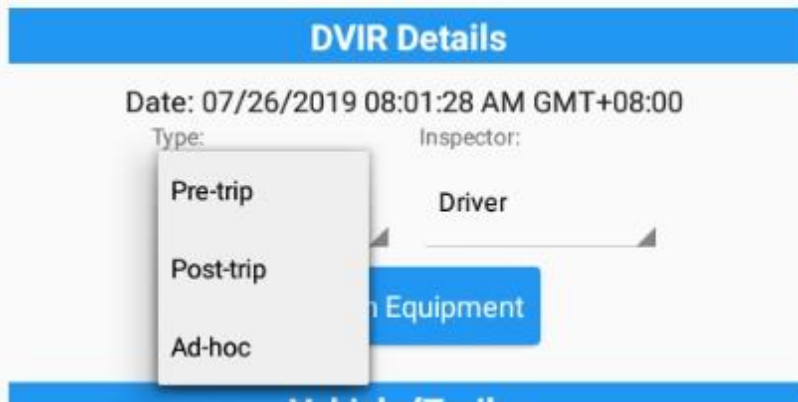 DVIR Details
Date: 07/26/2019 08:01:28 AM GMT+08:00
Type: Inspector:
Pre-trip
Driver
Post-trip
Equipment
Ad-hoc